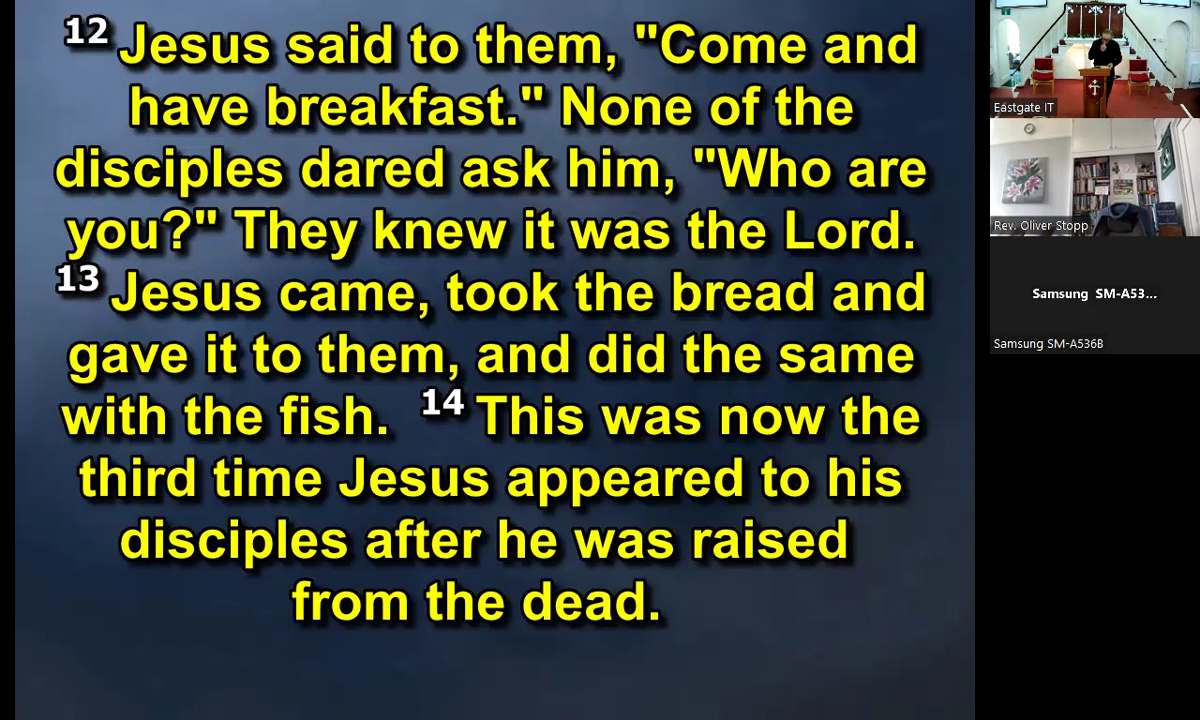 12 Jesus said to them, "Come and
have breakfast." None of the
disciples dared ask him, "Who are
you?" They knew it was the Lord.
13 Jesus came, took the bread and
gave it to them, and did the same
with the fish. 14 This was now the
third time Jesus appeared to his
disciples after he was raised
from the dead.
Eastgate IT
Rev. Oliver Stopp
Samsung SM-A53...
Samsung SM-A536B